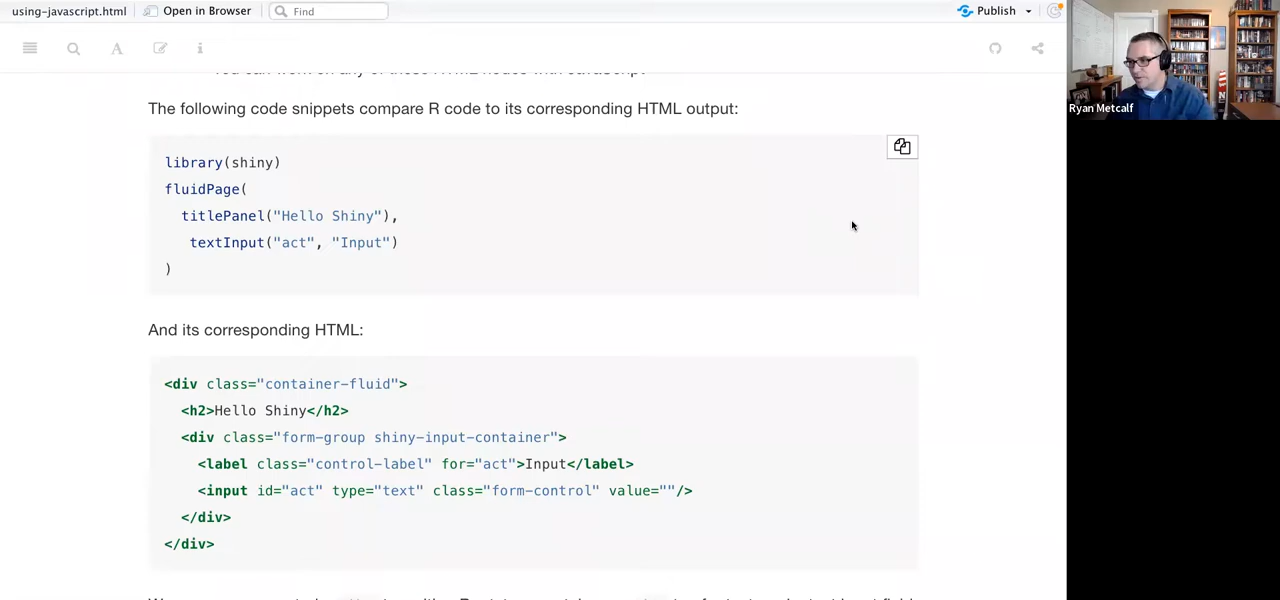 using-javascript.html
Open in Browser
Find
Publish
Ryan Metcalf
The following code snippets compare R code to its corresponding HTML output:
library(shiny)
fluidPage(
  titlePanel("Hello Shiny"),
   textInput("act", "Input")
)
And its corresponding HTML:
<div class="container-fluid">
  <h2>Hello Shiny</h2>
  <div class="form-group shiny-input-container">
    <label class="control-label" for="act">Input</label>
    <input id="act" type="text" class="form-control" value=""/>
  </div>
</div>